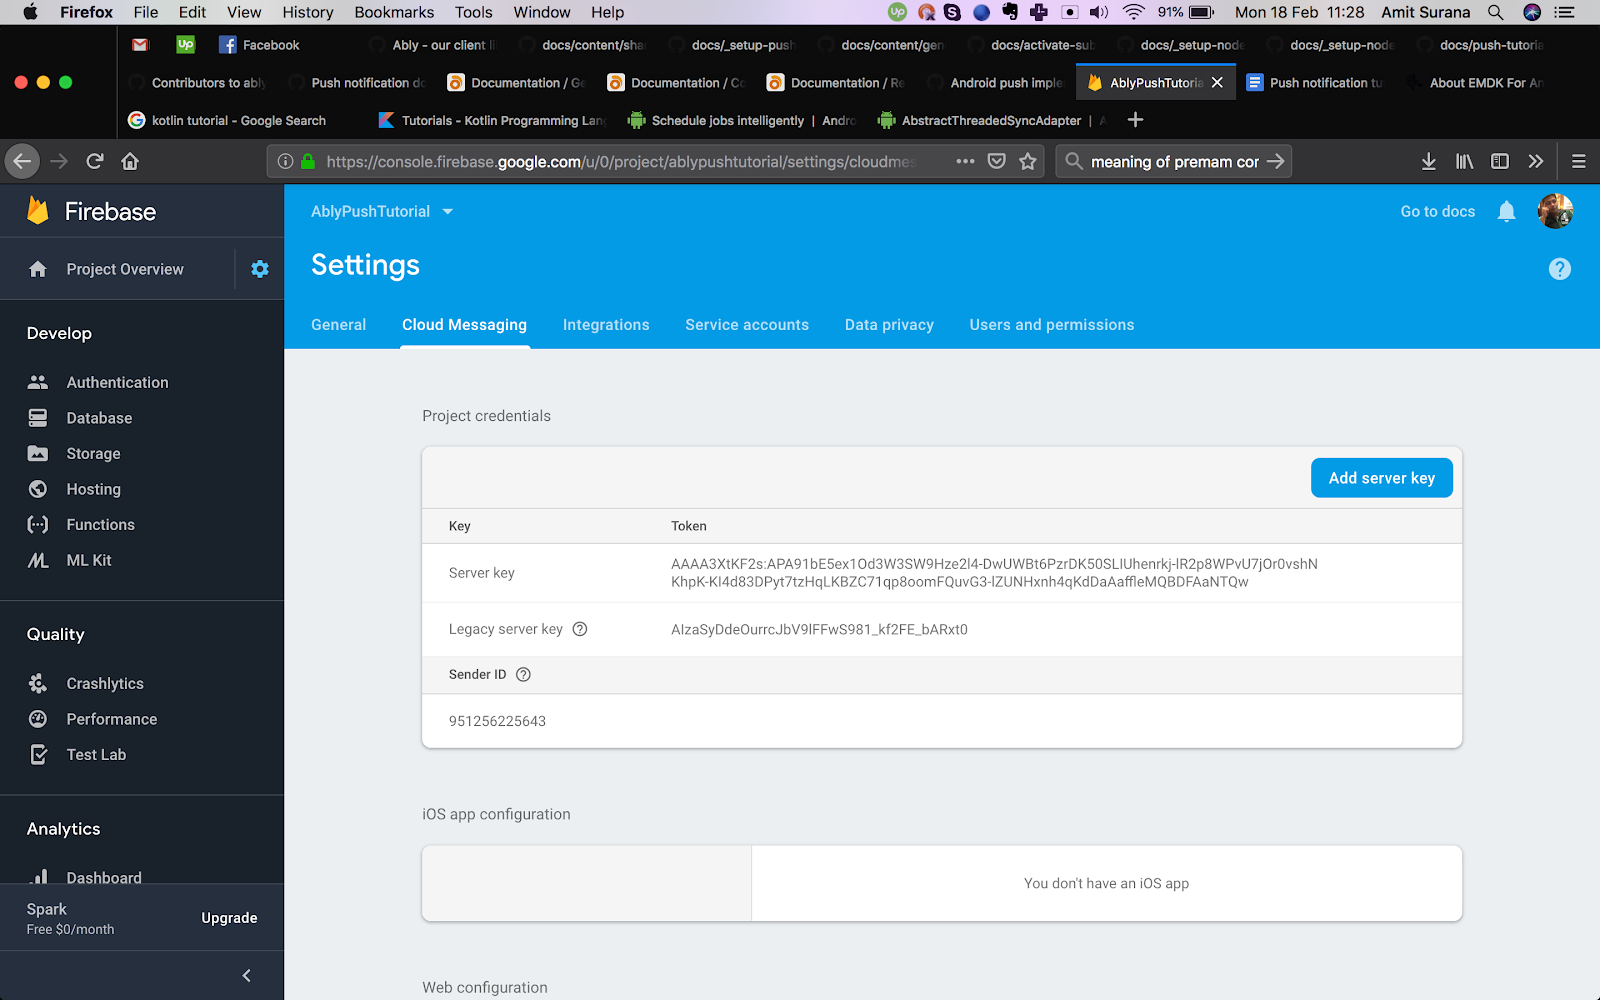 Firefox File Edit View History Bookmarks Tools Window Help 91% Mon 18 Feb 11:28 Amit Surana
Up Facebook Ably - our client li docs/content/sha docs/_setup-push docs/content/gen docs/activate-sub docs/_setup-node docs/_setup-node docs/push-tutoria
Contributors to ably Push notification do Documentation / Ge Documentation / Co Documentation / Re Android push imple AblyPushTutoria Push notification tu About EMDK For An
kotlin tutorial - Google Search Tutorials - Kotlin Programming Lang Schedule jobs intelligently | Andro AbstractThreadedSyncAdapter | A
https://console.firebase.google.com/u/0/project/ablypushtutorial/settings/cloudmes meaning of premam cor
Firebase
Project Overview
Develop
Authentication
Database
Storage
Hosting
Functions
ML Kit
Quality
Crashlytics
Performance
Test Lab
Analytics
Dashboard
Spark
Free $0/month
Upgrade
AblyPushTutorial
Go to docs
Settings
General Cloud Messaging Integrations Service accounts Data privacy Users and permissions
Project credentials
Add server key
Key Token
Server key
AAAA3XtKF2s:APA91bE5ex1Od3W3SW9Hze2l4-DwUWBt6PzrDK50SLIUhenrkj-lR2p8WPvU7jOr0vshN
KhpK-KI4d83DPyt7tzHqLKBZC71qp8oomFQuvG3-lZUNHxnh4qKdDaAaffleMQBDFAaNTQw
Legacy server key AIzaSyDdeOurrcJbV9lFFwS981_kf2FE_bARxt0
Sender ID
951256225643
iOS app configuration
You don't have an iOS app
Web configuration